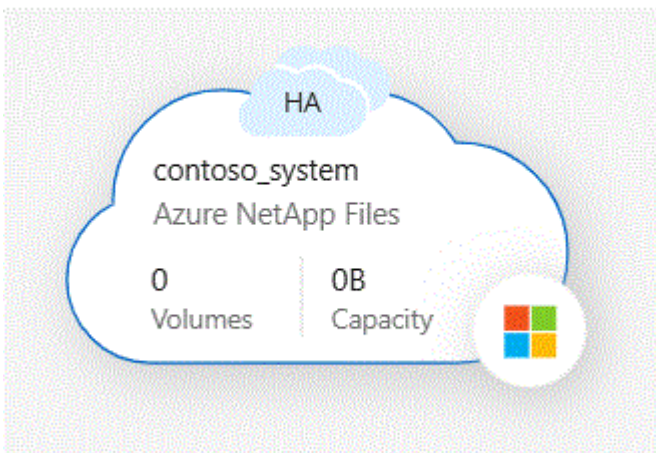 HA
contoso_system
Azure NetApp Files
0 0B
Volumes Capacity